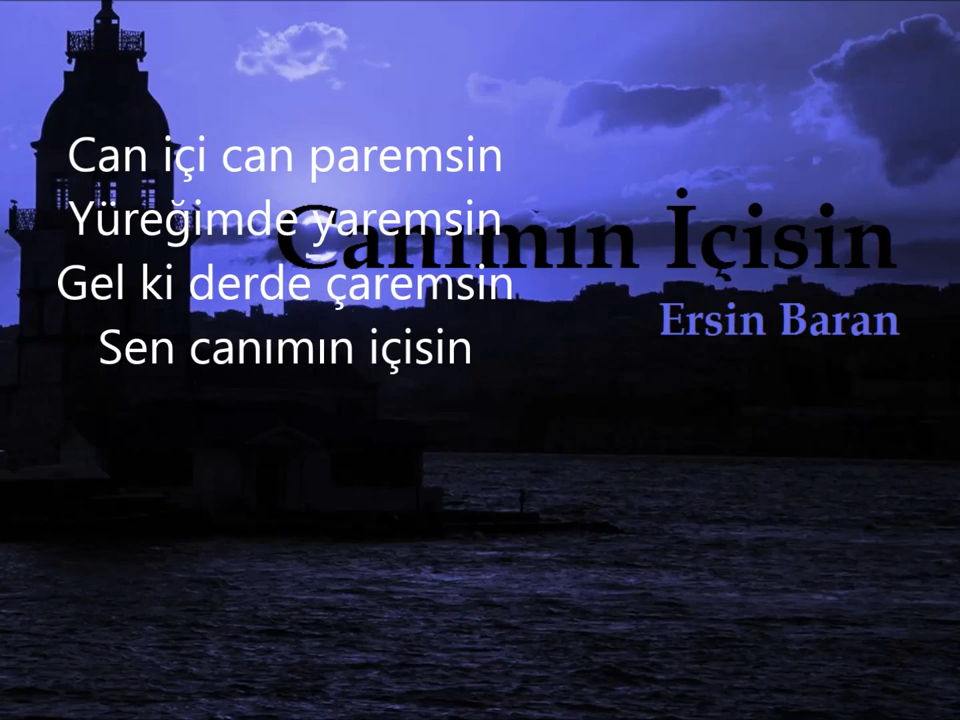 Can içi can paremsin
Yüreğimde yaremsin
Gel ki derde çaremsin
Sen canımın içisin
Canımın İçisin
Ersin Baran